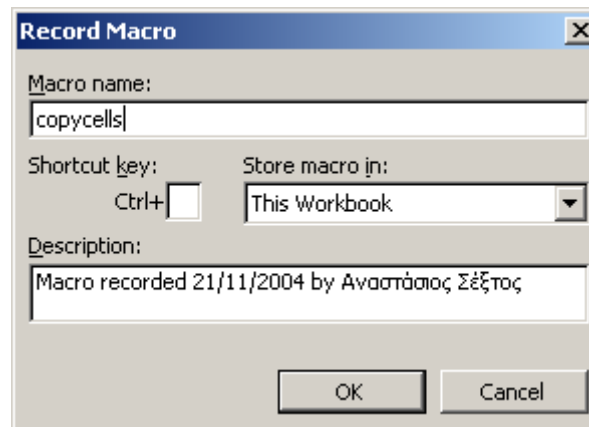 Record Macro
Macro name:
copycells
Shortcut key: Store macro in:
Ctrl+ This Workbook
Description:
Macro recorded 21/11/2004 by Αναστάσιος Σέξτος
OK Cancel